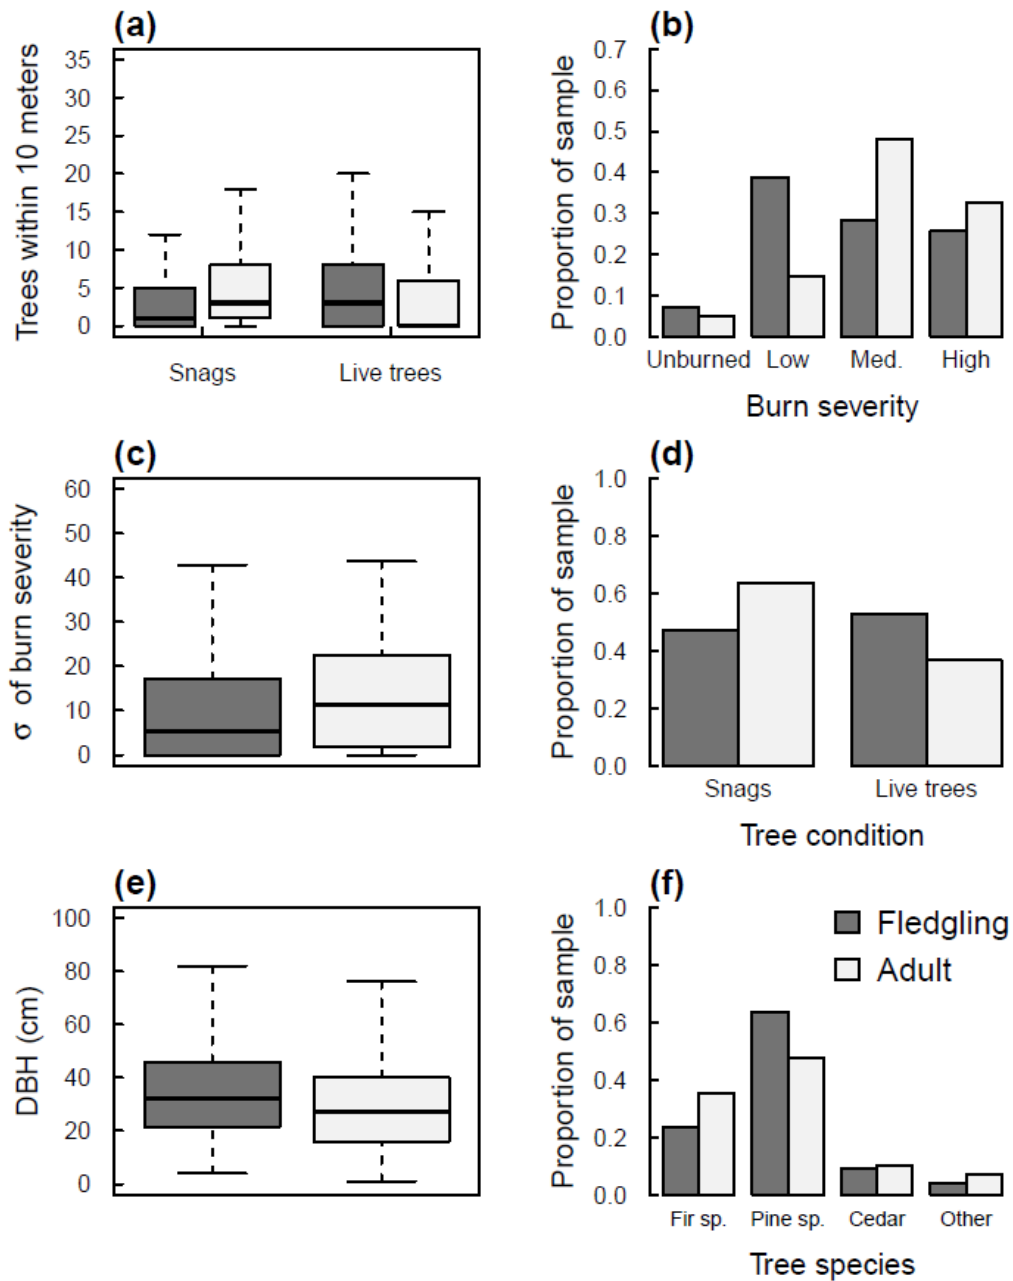 (a)
Trees within 10 meters
35
30
25
20
15
10
5
0
Snags
Live trees
(b)
Proportion of sample
0.7
0.6
0.5
0.4
0.3
0.2
0.1
0.0
Unburned
Low
Med.
High
Burn severity
(c)
σ of burn severity
60
50
40
30
20
10
0
(d)
Proportion of sample
1.0
0.8
0.6
0.4
0.2
0.0
Snags
Live trees
Tree condition
(e)
DBH (cm)
100
80
60
40
20
0
(f)
Proportion of sample
1.0
0.8
0.6
0.4
0.2
0.0
Fledgling
Adult
Fir sp.
Pine sp.
Cedar
Other
Tree species